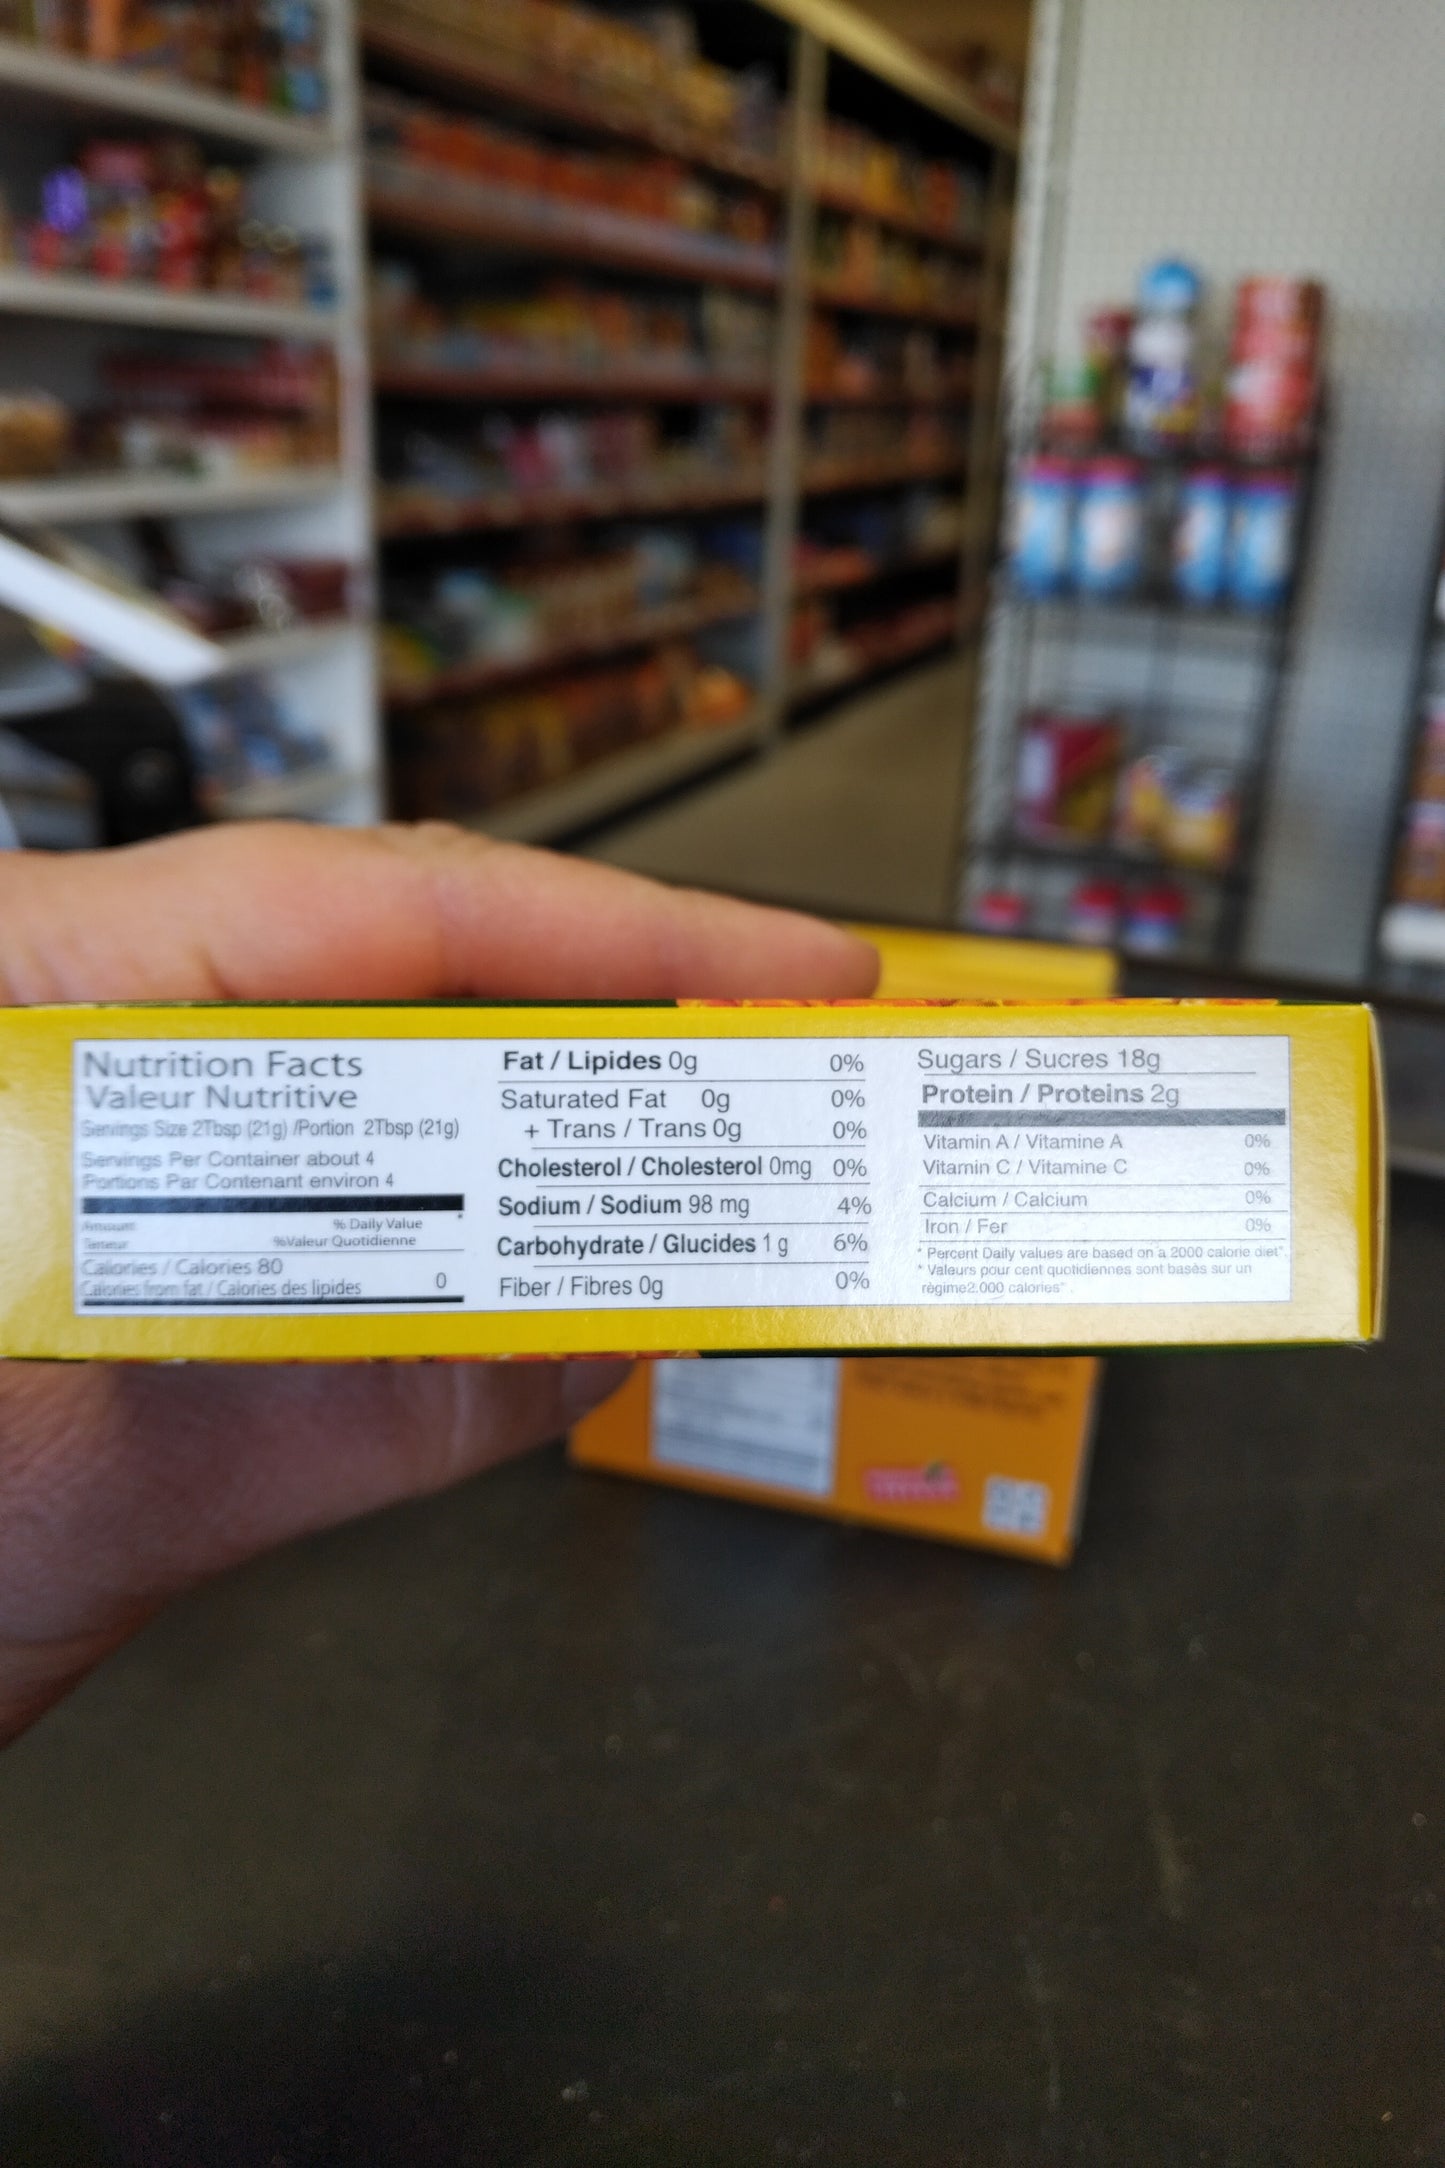 Nutrition Facts
Valeur Nutritive
Servings Size 2Tbsp (21g) /Portion 2Tbsp (21g)
Servings Per Container about 4
Portions Par Contenant environ 4
Amount % Daily Value *
Teneur %Valeur Quotidienne
Calories / Calories 80
Calories from fat / Calories des lipides 0
Fat / Lipides 0g 0%
Saturated Fat 0g 0%
+ Trans / Trans 0g 0%
Cholesterol / Cholesterol 0mg 0%
Sodium / Sodium 98 mg 4%
Carbohydrate / Glucides 1 g 6%
Fiber / Fibres 0g 0%
Sugars / Sucres 18g
Protein / Protéins 2g
Vitamin A / Vitamine A 0%
Vitamin C / Vitamine C 0%
Calcium / Calcium 0%
Iron / Fer 0%
* Percent Daily values are based on a 2000 calorie diet".
* Valeurs pour cent quotidiennes sont basés sur un
règime2.000 calories"